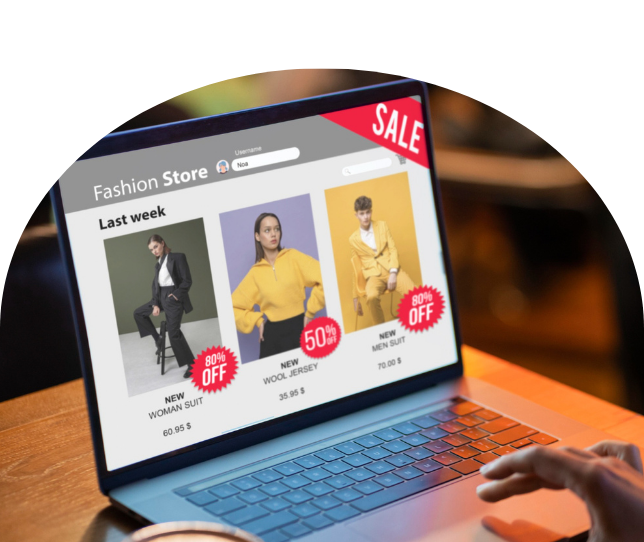 SALE
Username
Fashion Store
Noa
Last week
80%
OFF
50%
OFF
80%
OFF
NEW
WOMAN SUIT
60.95 $
NEW
WOOL JERSEY
35.95 $
NEW
MEN SUIT
70.00 $